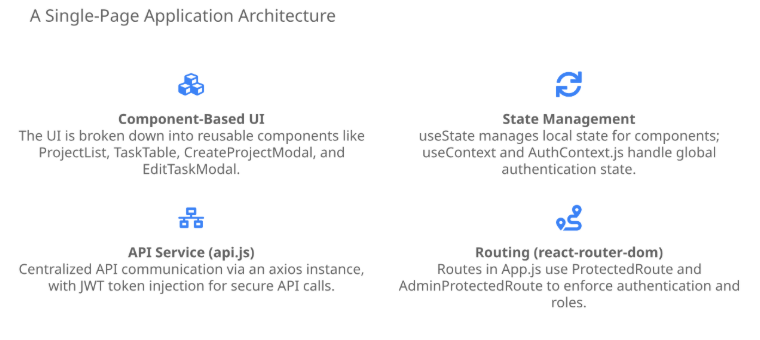 A Single-Page Application Architecture
Component-Based UI
The UI is broken down into reusable components like
ProjectList, TaskTable, CreateProjectModal, and
EditTaskModal.
State Management
useState manages local state for components;
useContext and AuthContext.js handle global
authentication state.
API Service (api.js)
Centralized API communication via an axios instance,
with JWT token injection for secure API calls.
Routing (react-router-dom)
Routes in App.js use ProtectedRoute and
AdminProtectedRoute to enforce authentication and
roles.